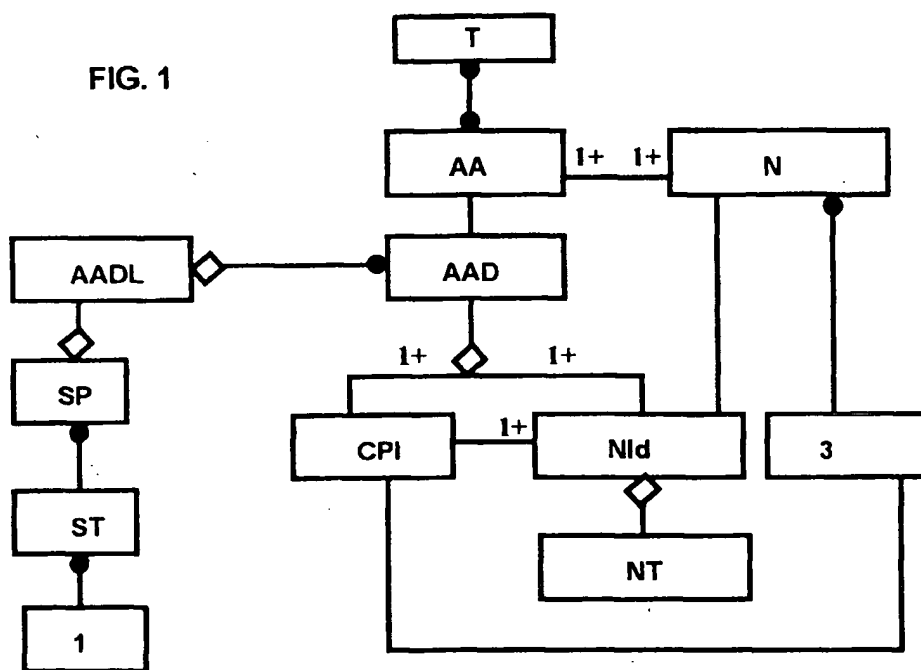 T
FIG. 1
AA
1+ 1+
N
AADL
AAD
1+ 1+
SP
CPI
1+
NId
3
ST
NT
1